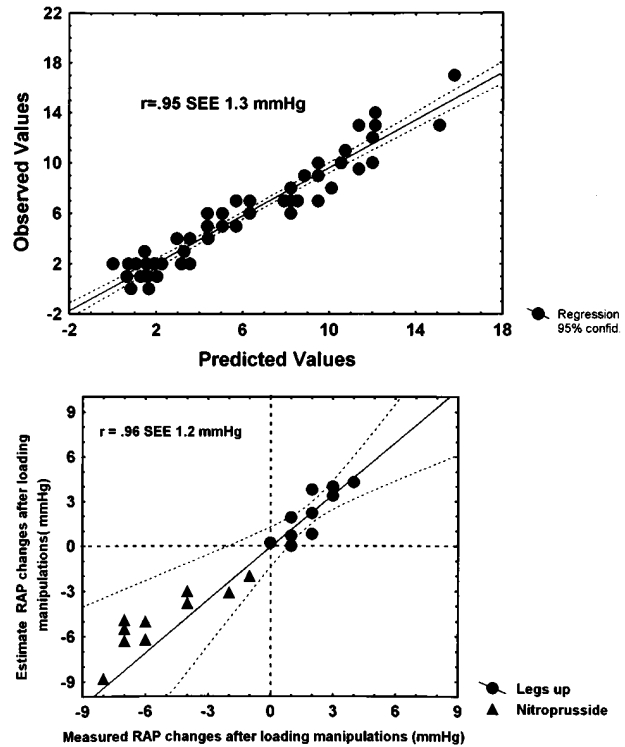 22
18
14
10
6
2
-2
Observed Values
r=.95 SEE 1.3 mmHg
-2 2 6 10 14 18
Predicted Values
Regression
95% confid.
9
6
3
0
-3
-6
-9
Estimate RAP changes after loading
manipulations( mmHg)
r = .96 SEE 1.2 mmHg
-9 -6 -3 0 3 6 9
Measured RAP changes after loading manipulations (mmHg)
Legs up
Nitroprusside